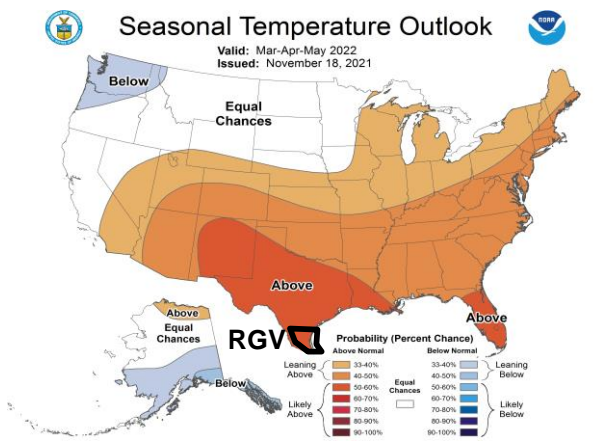 Seasonal Temperature Outlook
NOAA
Valid: Mar-Apr-May 2022
Issued: November 18, 2021
Below
Equal
Chances
Above
Above
Above
Equal
Chances
Below
RGV
Probability (Percent Chance)
Above Normal
Below Normal
Leaning
Above
33-40%
40-50%
Likely
Above
50-60%
60-70%
70-80%
80-90%
90-100%
Equal
Chances
33-40%
40-50%
Leaning
Below
50-60%
60-70%
70-80%
80-90%
90-100%
Likely
Below